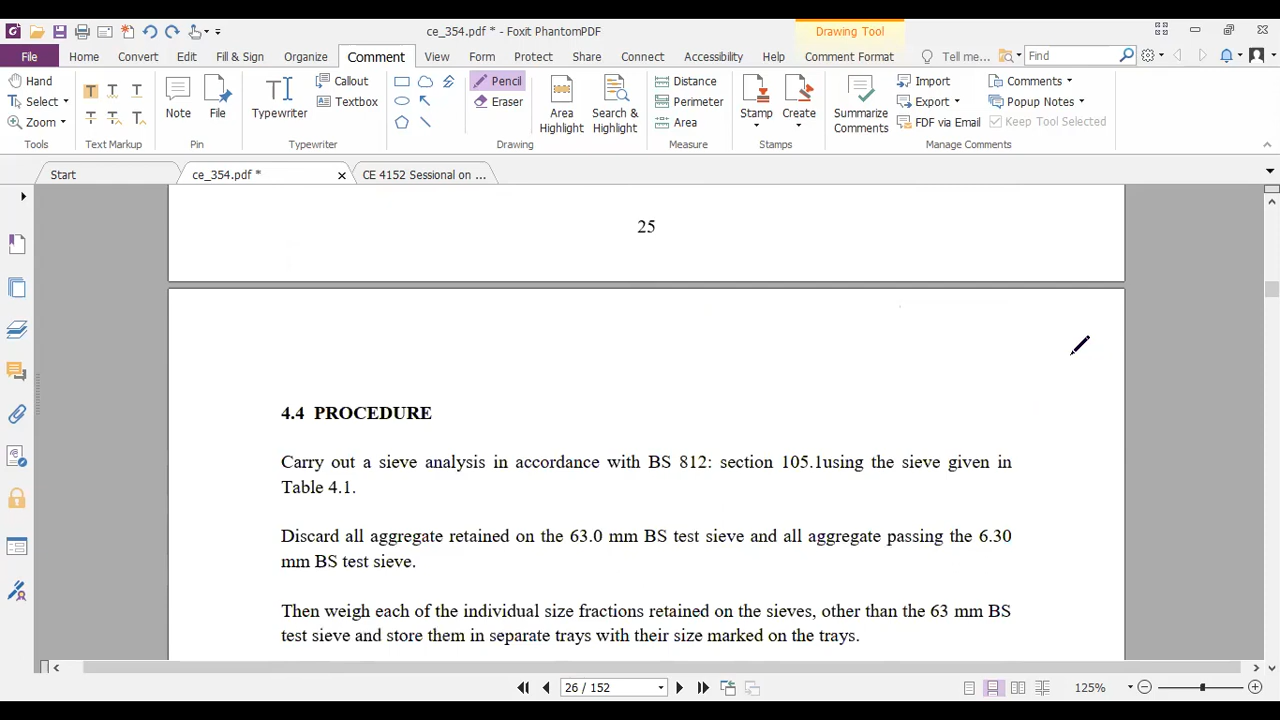 ce_354.pdf * - Foxit PhantomPDF
Drawing Tool
File Home Convert Edit Fill & Sign Organize Comment View Form Protect Share Connect Accessibility Help Comment Format Tell me... Find
Hand
Select
Zoom
Tools
Text Markup
Note
File
Pin
Typewriter
Callout
Textbox
Typewriter
Pencil
Eraser
Area Highlight
Search & Highlight
Drawing
Distance
Perimeter
Area
Measure
Stamp
Create
Stamps
Summarize Comments
Import
Export
FDF via Email
Comments
Popup Notes
Keep Tool Selected
Manage Comments
Start
ce_354.pdf *
CE 4152 Sessional on ...
25
4.4 PROCEDURE
Carry out a sieve analysis in accordance with BS 812: section 105.1using the sieve given in
Table 4.1.
Discard all aggregate retained on the 63.0 mm BS test sieve and all aggregate passing the 6.30
mm BS test sieve.
Then weigh each of the individual size fractions retained on the sieves, other than the 63 mm BS
test sieve and store them in separate trays with their size marked on the trays.
26 / 152
125%